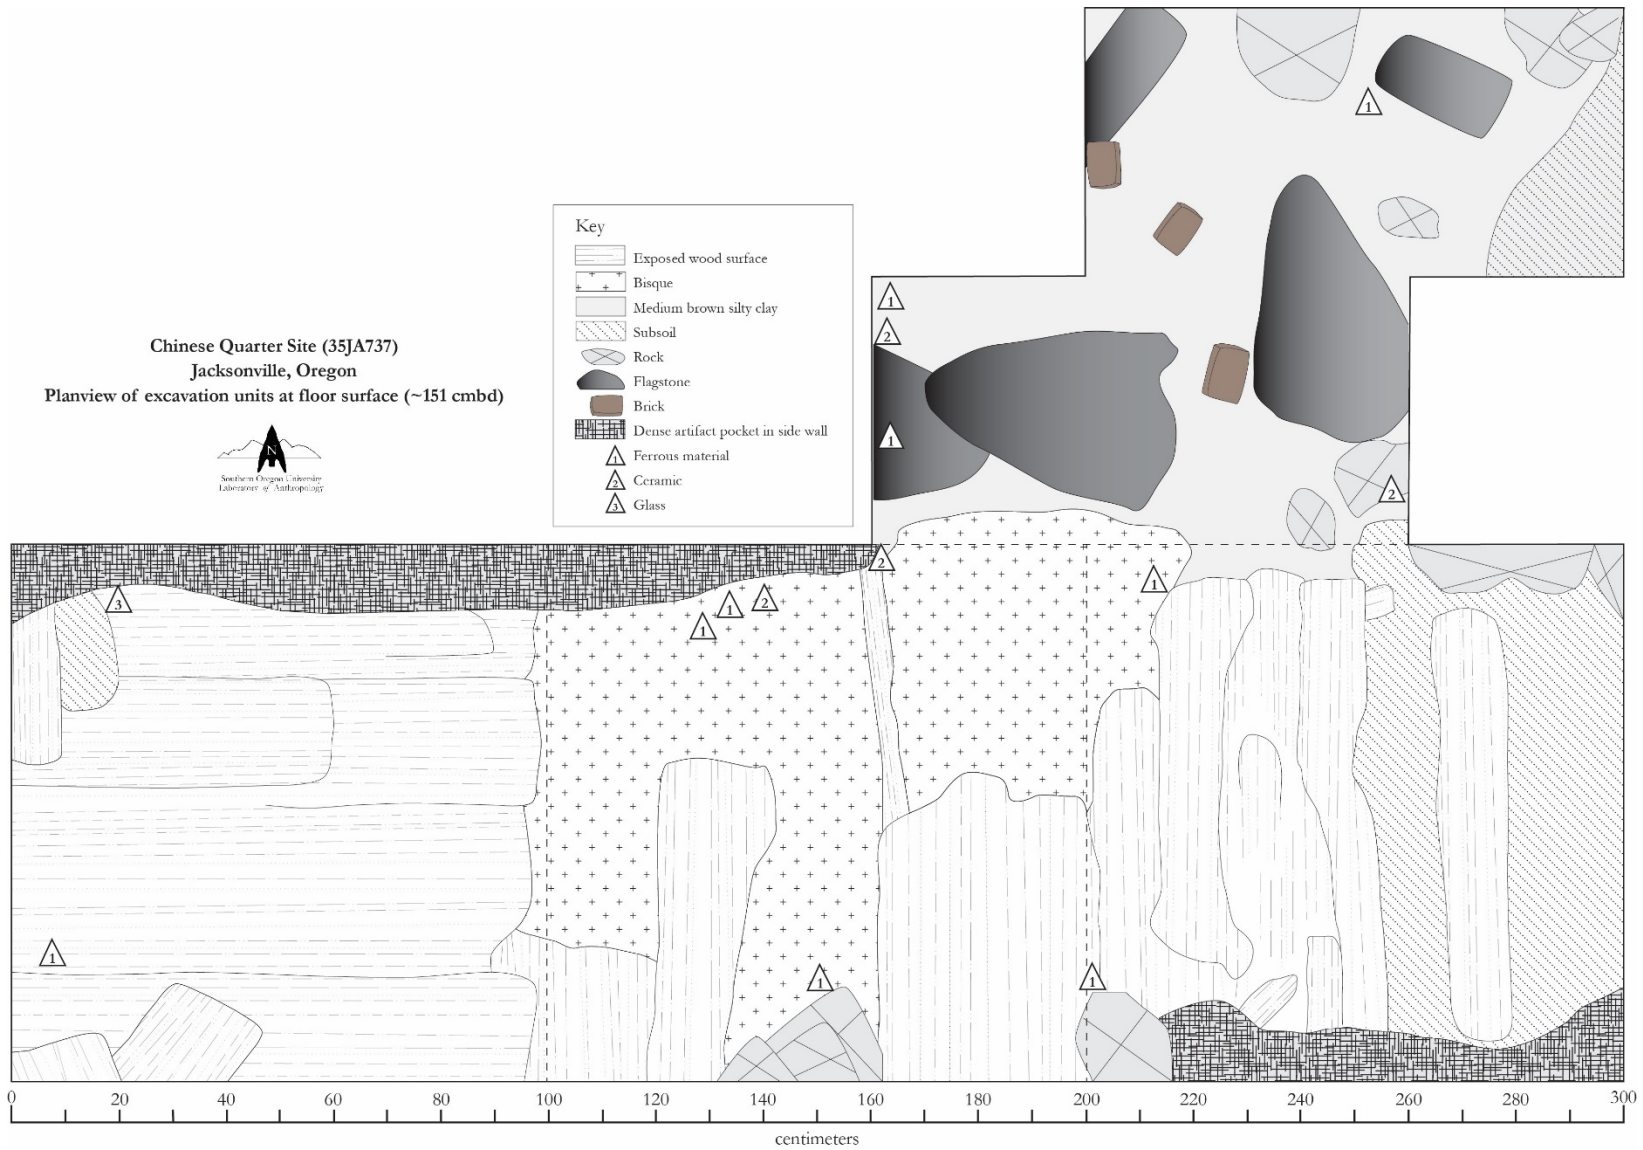 1
Key
Exposed wood surface
Bisque
1
Medium brown silty clay
2
Subsoil
Chinese Quarter Site (35JA737)
Rock
Jacksonville, Oregon
Flagstone
Planview of excavation units at floor surface (~151 cmbd)
Brick
Dense artifact pocket in side wall
1
N
1 Ferrous material
Southern Oregon University
2 Ceramic
2
Laboratory of Anthropology
3 Glass
2
1
3
1
2
1
1
1
1
0 20 40 60 80 100 120 140 160 180 200 220 240 260 280 300
centimeters